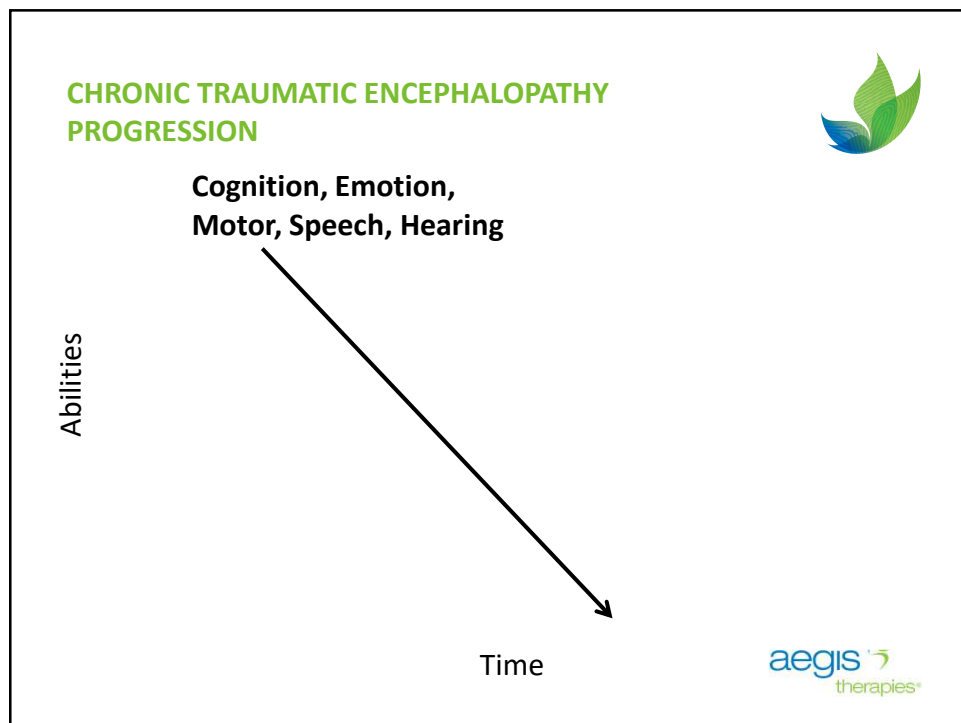 CHRONIC TRAUMATIC ENCEPHALOPATHY
PROGRESSION
Cognition, Emotion,
Motor, Speech, Hearing
Abilities
Time
aegis
therapies®